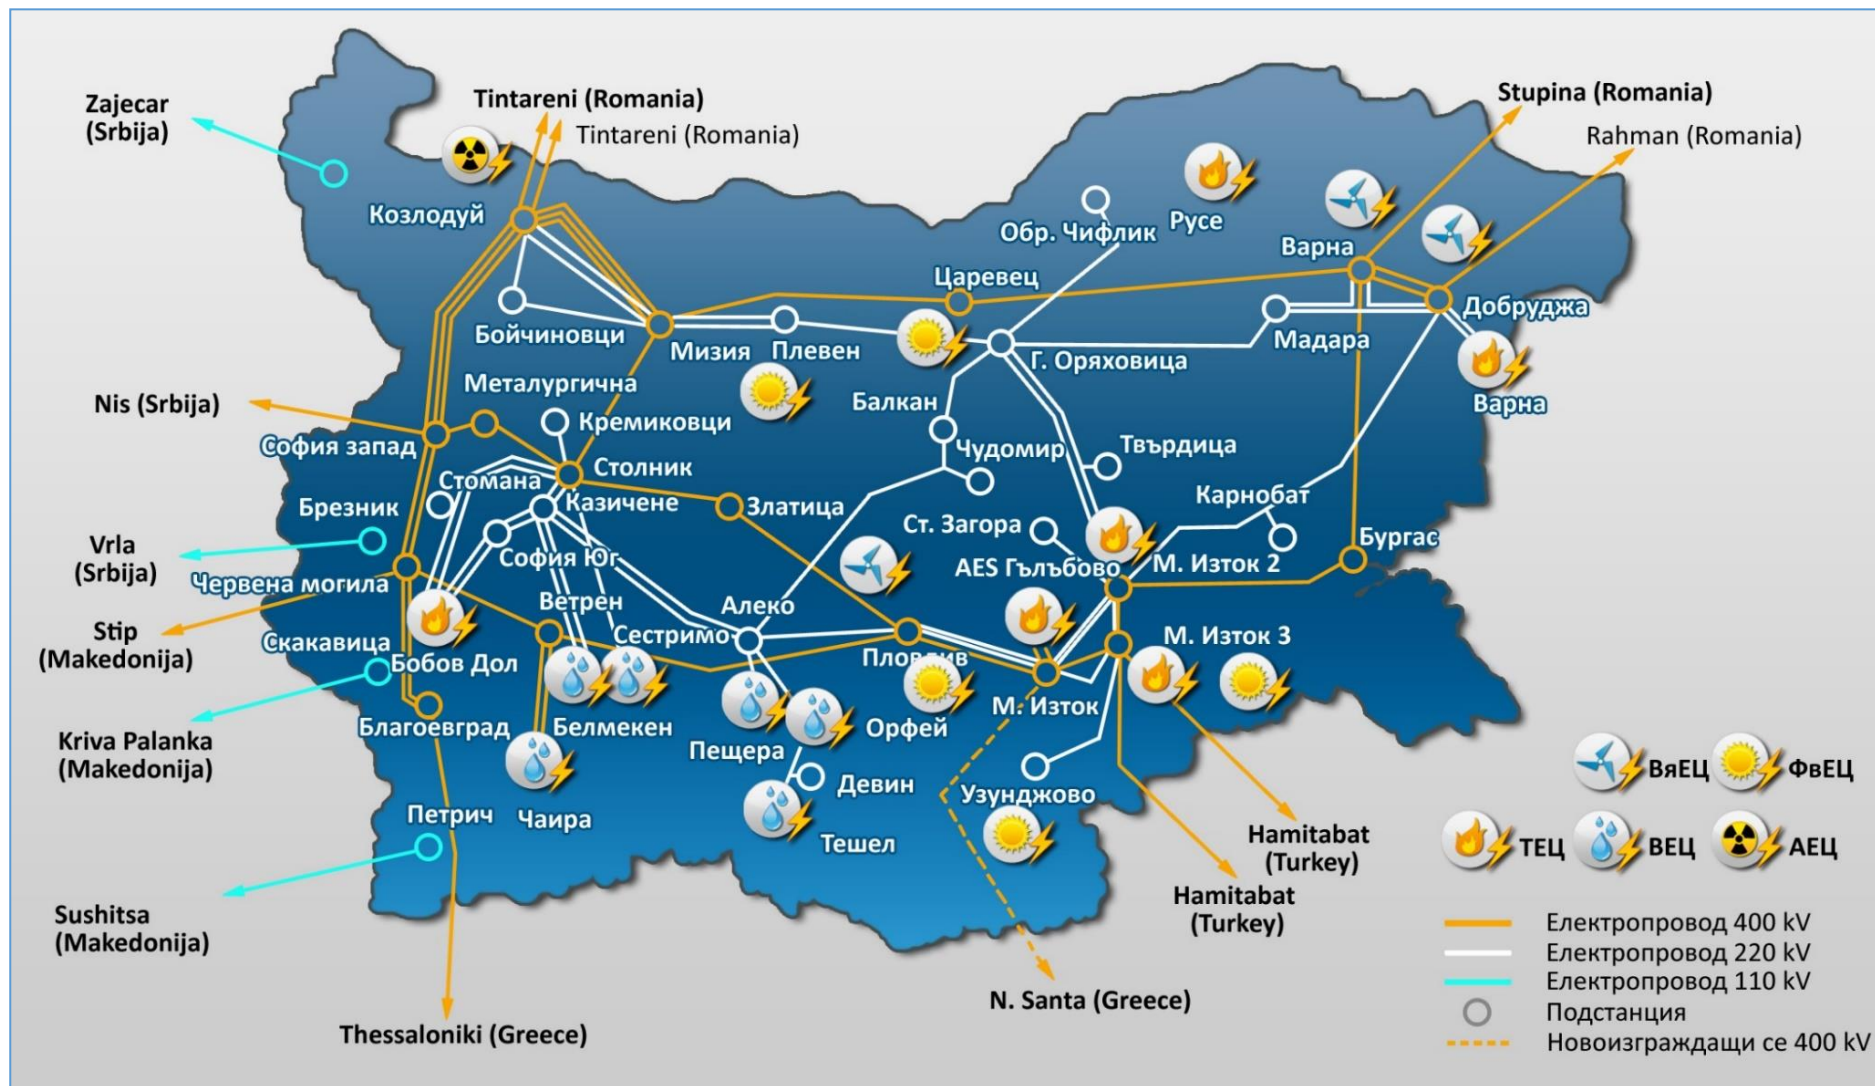 Zajecar
(Srbija)
Tintareni (Romania)
Tintareni (Romania)
Stupina (Romania)
Rahman (Romania)
Козлодуй
Обр. Чифлик
Русе
Варна
Царевец
Добруджа
Бойчиновци
Мизия
Плевен
Г. Оряховица
Мадара
Варна
Металургична
Кремиковци
Балкан
Nis (Srbija)
София запад
Столник
Стомана
Чудомир
Твърдица
Брезник
Казичене
Златица
Карнобат
Ст. Загора
Бургас
Vrla
(Srbija)
София Юг
AES Гълъбово
М. Изток 2
Червена могила
Ветрен
Алеко
Stip
(Makedonija)
Скакавица
Сестримо
Пловдив
М. Изток 3
Бобов Дол
Благоевград
Белмекен
Пещера
Орфей
М. Изток
Kriva Palanka
(Makedonija)
Девин
Узунджово
Петрич
Чаира
Тешел
Hamitabat
(Turkey)
Hamitabat
(Turkey)
Sushitsa
(Makedonija)
N. Santa (Greece)
Thessaloniki (Greece)
ВяЕЦ
ФвЕЦ
ТЕЦ
ВЕЦ
АЕЦ
Електропровод 400 kV
Електропровод 220 kV
Електропровод 110 kV
Подстанция
Новоизграждащи се 400 kV